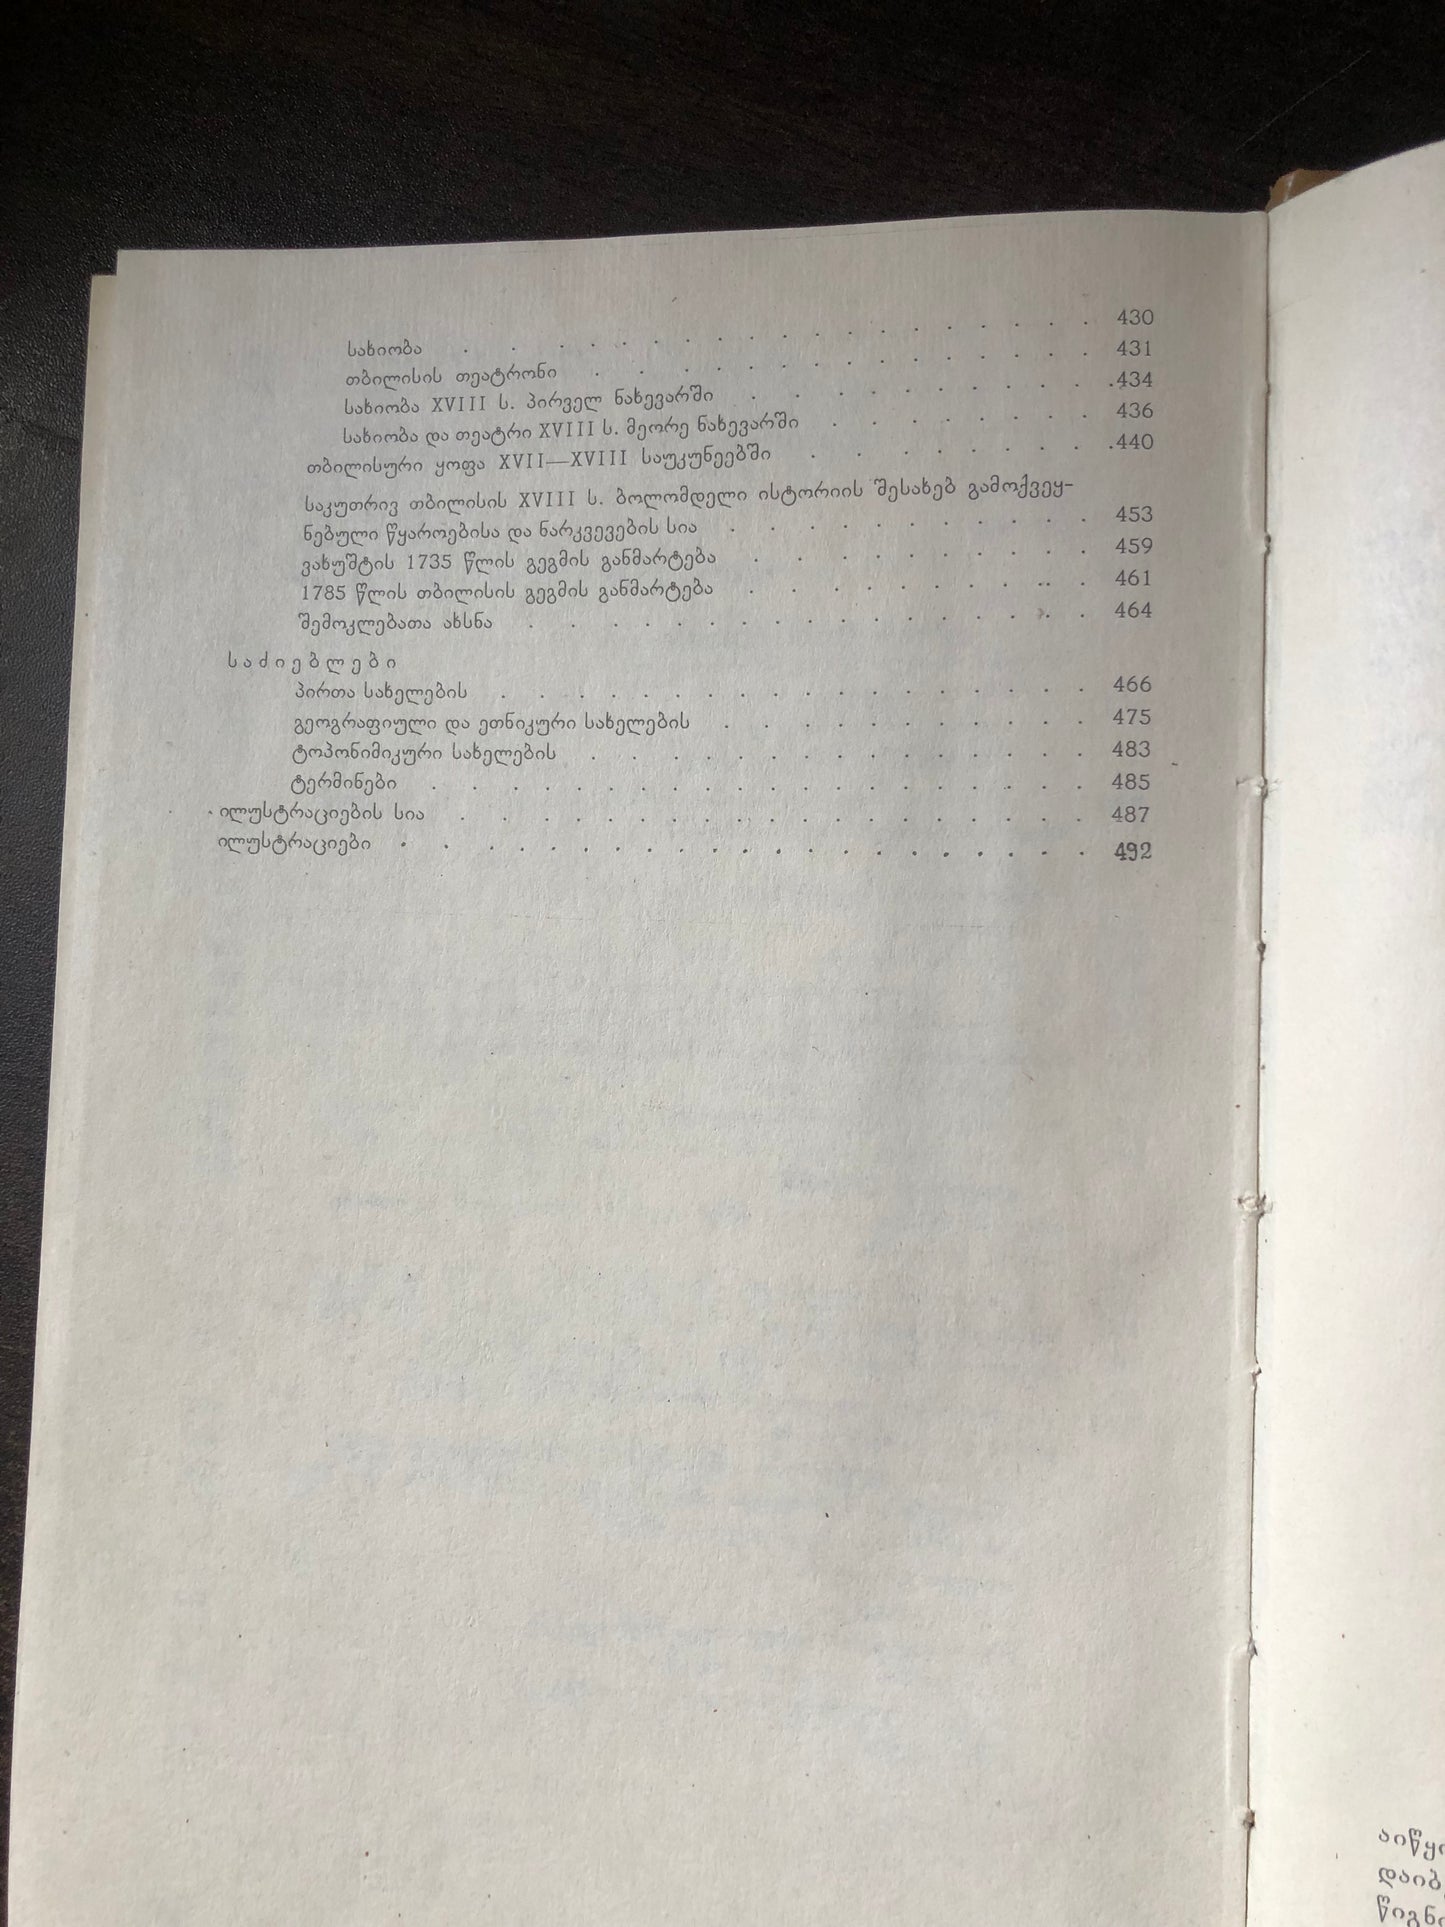 სახიობა . . . . . . . . . . . . . . . . 430
თბილისის თეატრონი . . . . . . . . . . . . . 431
სახიობა XVIII ს. პირველ ნახევარში . . . . . . . . . 434
სახიობა და თეატრი XVIII ს. მეორე ნახევარში . . . . . . . 436
თბილისური ყოფა XVII—XVIII საუკუნეებში . . . . . . . . 440
საკუთრივ თბილისის XVIII ს. ბოლომდელი ისტორიის შესახებ გამოქვეყ-
ნებული წყაროებისა და ნარკვევების სია . . . . . . . . . . 453
ვახუშტის 1735 წლის გეგმის განმარტება . . . . . . . . . 459
1785 წლის თბილისის გეგმის განმარტება . . . . . . . . . 461
შემოკლებათა ახსნა . . . . . . . . . . . . . . . 464
საძიებლები
პირთა სახელების . . . . . . . . . . . . . . . . 466
გეოგრაფიული და ეთნიკური სახელების . . . . . . . . . . 475
ტოპონიმიკური სახელების . . . . . . . . . . . . . 483
ტერმინები . . . . . . . . . . . . . . . . . . 485
ილუსტრაციების სია . . . . . . . . . . . . . . . . 487
ილუსტრაციები . . . . . . . . . . . . . . . . . 492